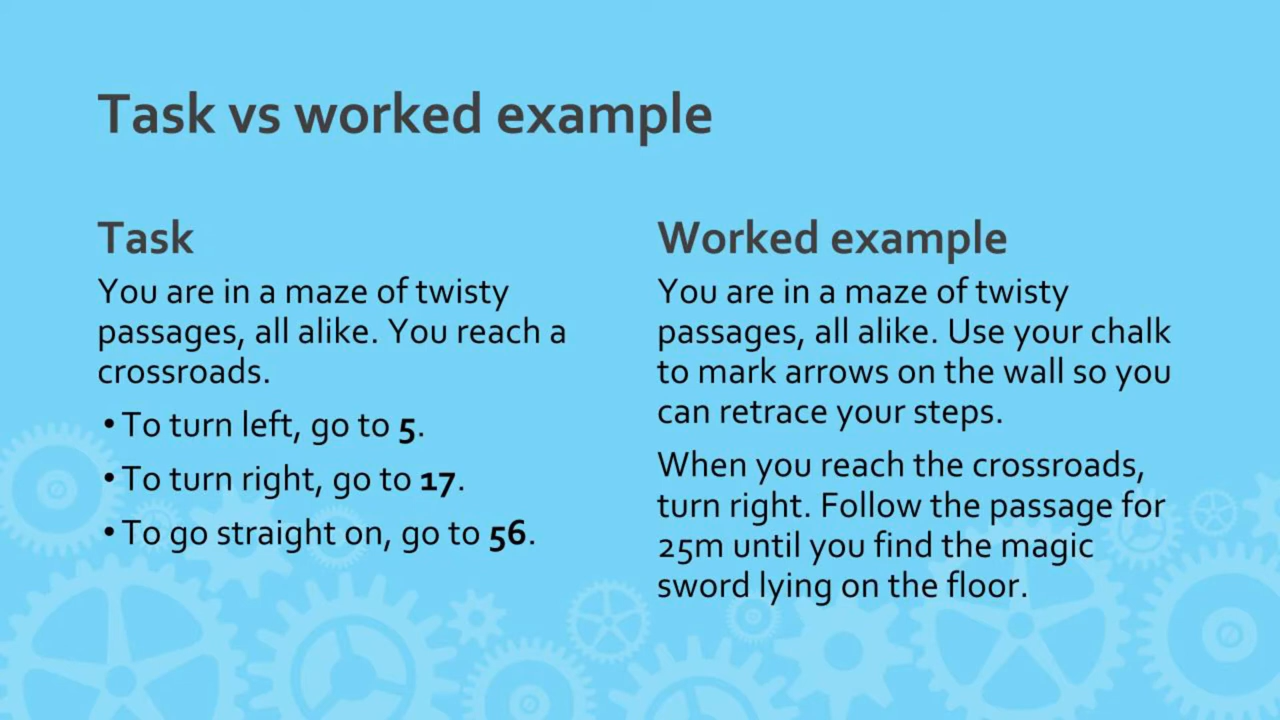 Task vs worked example
Task
You are in a maze of twisty
passages, all alike. You reach a
crossroads.
• To turn left, go to 5.
• To turn right, go to 17.
• To go straight on, go to 56.
Worked example
You are in a maze of twisty
passages, all alike. Use your chalk
to mark arrows on the wall so you
can retrace your steps.
When you reach the crossroads,
turn right. Follow the passage for
25m until you find the magic
sword lying on the floor.